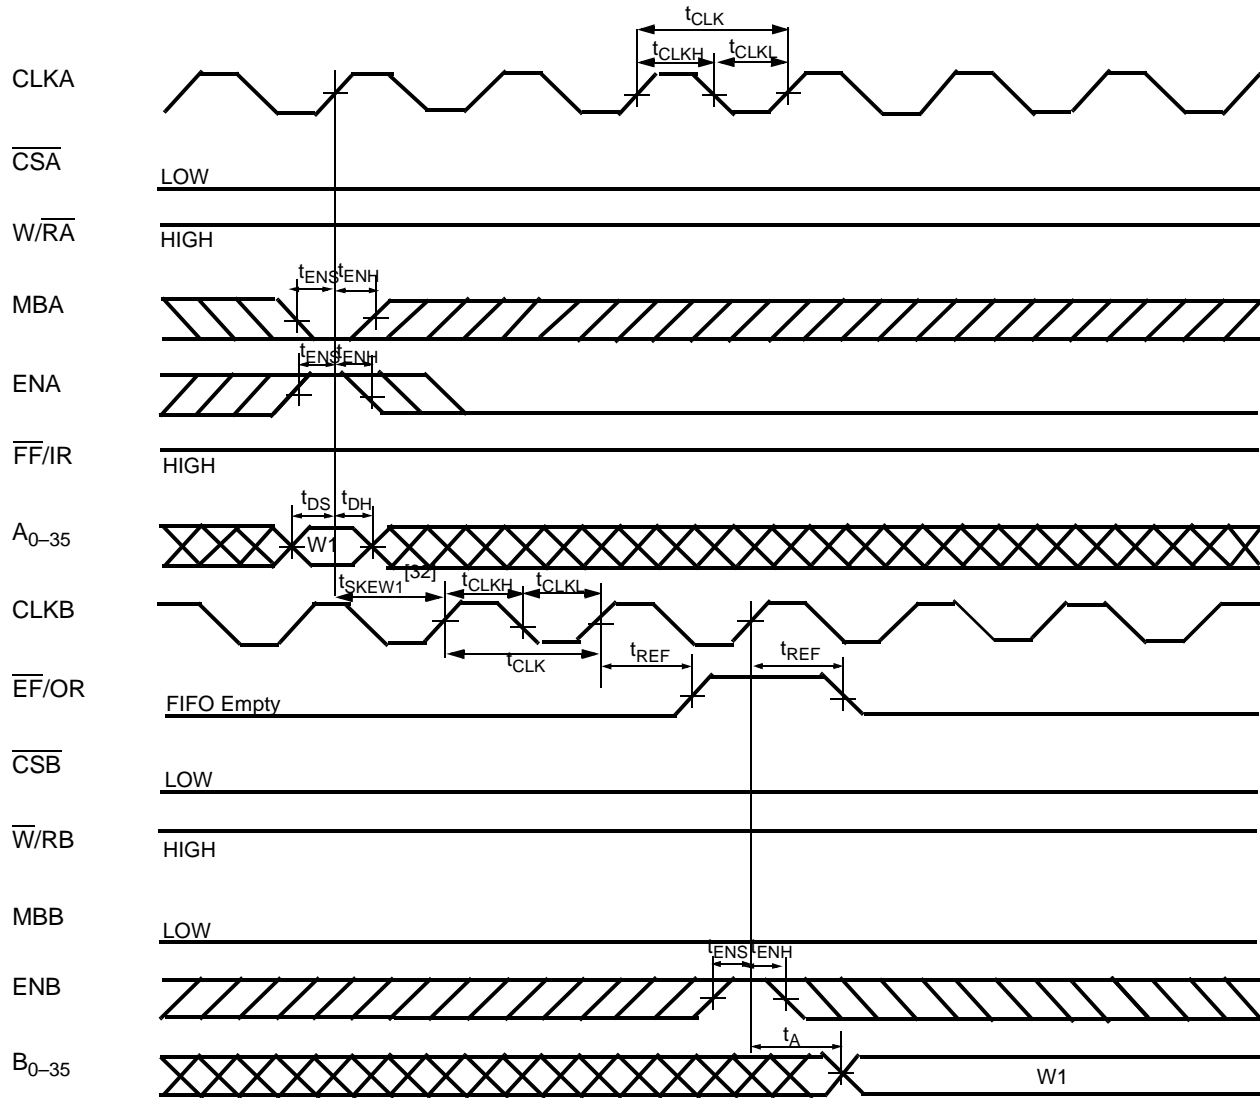 tCLK
tCLKH tCLKL
CLKA
CSA
LOW
W/RA
HIGH
tENS tENH
MBA
tENS tENH
ENA
FF/IR
HIGH
tDS tDH
A0–35
W1
tSKEW1[32] tCLKH tCLKL
CLKB
tCLK tREF tREF
EF/OR
FIFO Empty
CSB
LOW
W/RB
HIGH
MBB
LOW
tENS tENH
ENB
tA
B0–35
W1